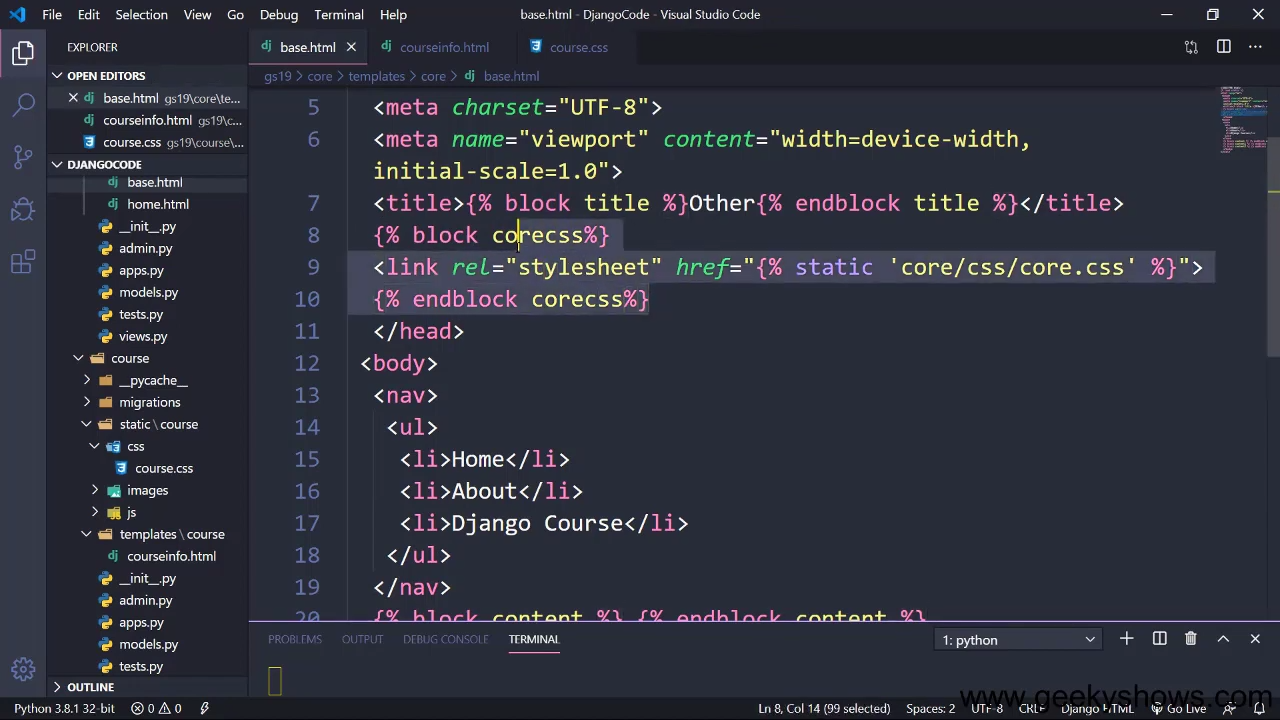 File Edit Selection View Go Debug Terminal Help base.html - DjangoCode - Visual Studio Code
EXPLORER
base.html courseinfo.html course.css
OPEN EDITORS
base.html gs19\core\te...
courseinfo.html gs19\c...
course.css gs19\course\...
DJANGOCODE
base.html
home.html
__init__.py
admin.py
apps.py
models.py
tests.py
views.py
course
__pycache__
migrations
static\course
css
course.css
images
js
templates\course
courseinfo.html
__init__.py
admin.py
apps.py
models.py
tests.py
OUTLINE
gs19 > core > templates > core > base.html
5 <meta charset="UTF-8">
6 <meta name="viewport" content="width=device-width,
initial-scale=1.0">
7 <title>{% block title %}Other{% endblock title %}</title>
8 {% block corecss%}
9 <link rel="stylesheet" href="{% static 'core/css/core.css' %}">
10 {% endblock corecss%}
11 </head>
12 <body>
13 <nav>
14 <ul>
15 <li>Home</li>
16 <li>About</li>
17 <li>Django Course</li>
18 </ul>
19 </nav>
20 {% block content %} {% endblock content %}
PROBLEMS OUTPUT DEBUG CONSOLE TERMINAL 1: python
www.geekyshows.com
Python 3.8.1 32-bit 0 0 Ln 8, Col 14 (99 selected) Spaces: 2 UTF-8 CRLF Django HTML Go Live